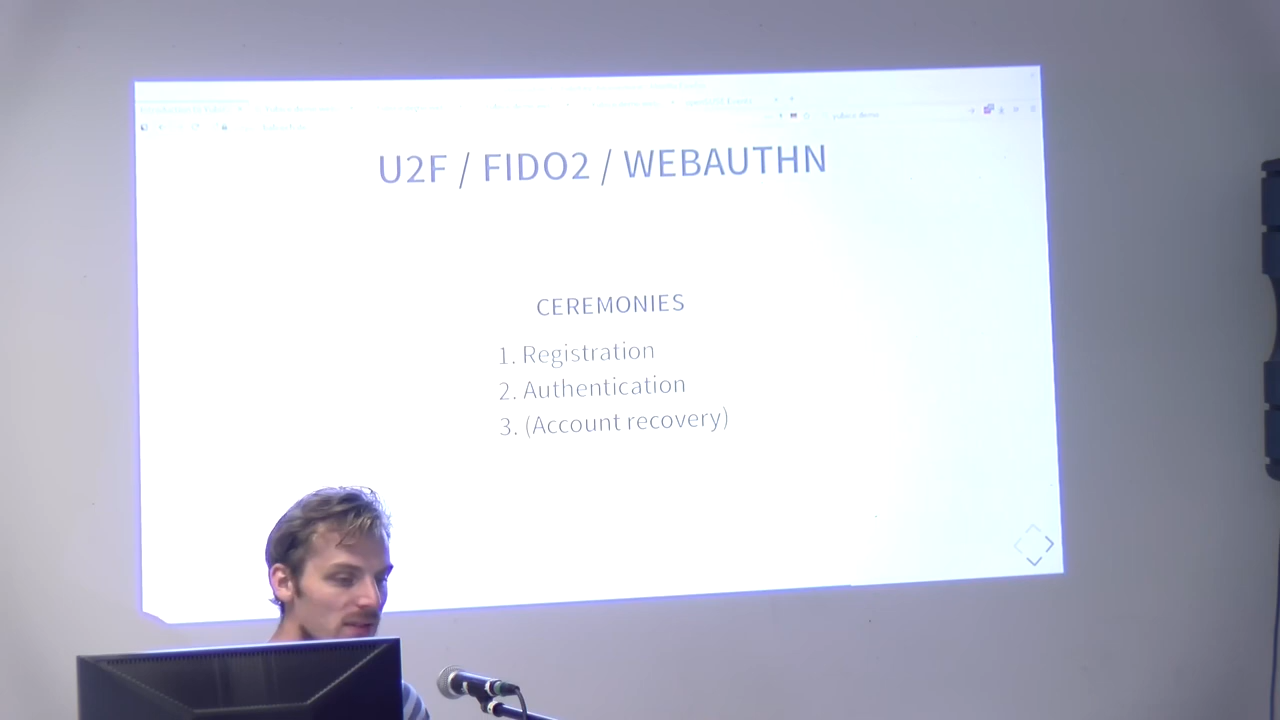 U2F / FIDO2 / WEBAUTHN
CEREMONIES
1. Registration
2. Authentication
3. (Account recovery)